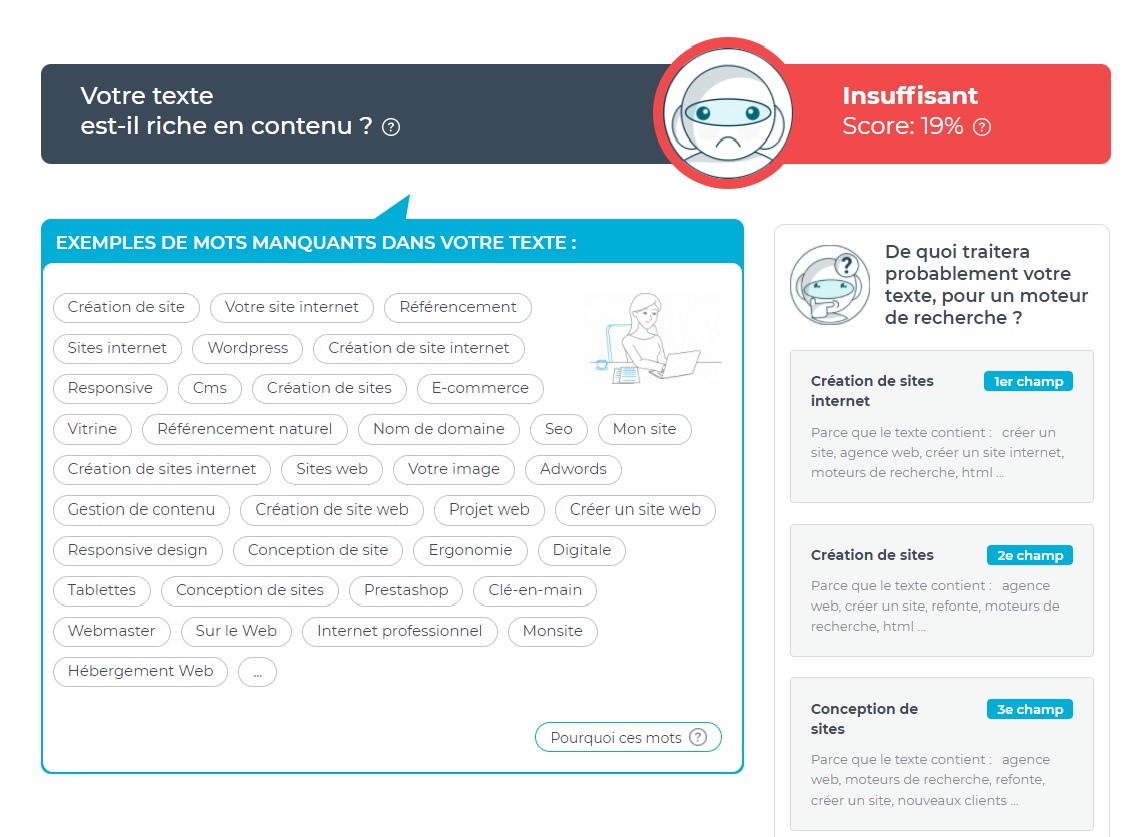 Votre texte
est-il riche en contenu ? ?
Insuffisant
Score: 19% ?
EXEMPLES DE MOTS MANQUANTS DANS VOTRE TEXTE :
Création de site Votre site internet Référencement
Sites internet Wordpress Création de site internet
Responsive Cms Création de sites E-commerce
Vitrine Référencement naturel Nom de domaine Seo Mon site
Création de sites internet Sites web Votre image Adwords
Gestion de contenu Création de site web Projet web Créer un site web
Responsive design Conception de site Ergonomie Digitale
Tablettes Conception de sites Prestashop Clé-en-main
Webmaster Sur le Web Internet professionnel Monsite
Hébergement Web ...
Pourquoi ces mots ?
?
De quoi traitera
probablement votre
texte, pour un moteur
de recherche ?
Création de sites
internet
1er champ
Parce que le texte contient : créer un
site, agence web, créer un site internet,
moteurs de recherche, html ...
Création de sites
2e champ
Parce que le texte contient : agence
web, créer un site, refonte, moteurs de
recherche, html ...
Conception de
sites
3e champ
Parce que le texte contient : agence
web, moteurs de recherche, refonte,
créer un site, nouveaux clients ...